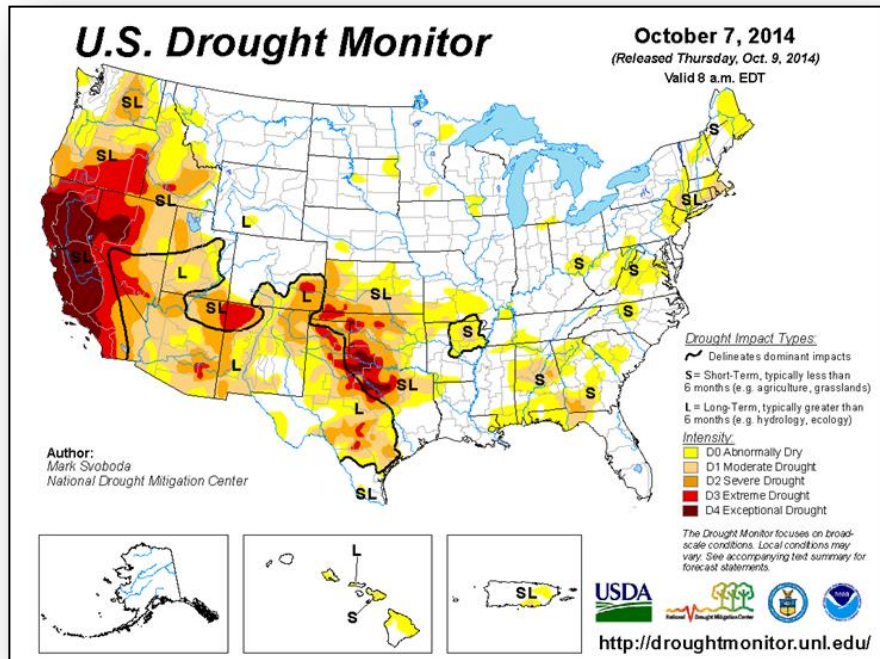 U.S. Drought Monitor
October 7, 2014
(Released Thursday, Oct. 9, 2014)
Valid 8 a.m. EDT
SL
S
SL
SL
SL
L
S
S
SL
L
SL
L
SL
S
S
L
SL
S
L
S
SL
Drought Impact Types:
Delineates dominant impacts
S = Short-Term, typically less than
6 months (e.g. agriculture, grasslands)
L = Long-Term, typically greater than
6 months (e.g. hydrology, ecology)
Intensity:
D0 Abnormally Dry
D1 Moderate Drought
D2 Severe Drought
D3 Extreme Drought
D4 Exceptional Drought
Author:
Mark Svoboda
National Drought Mitigation Center
L
S
SL
The Drought Monitor focuses on broad-
scale conditions. Local conditions may
vary. See accompanying text summary for
forecast statements.
USDA
National Drought Mitigation Center
http://droughtmonitor.unl.edu/